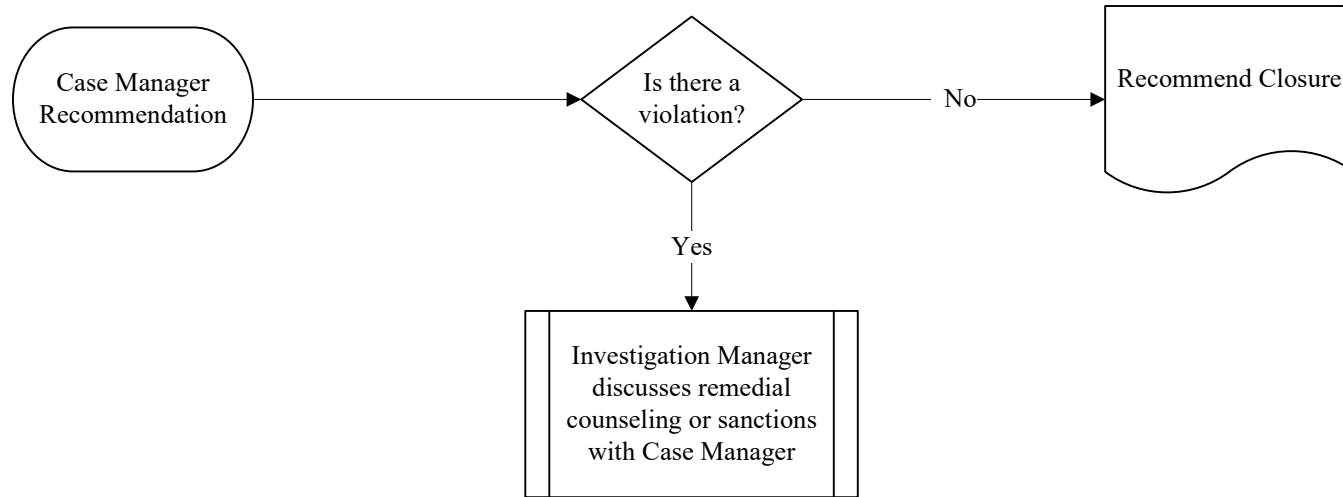 Case Manager
Recommendation
Is there a
violation?
No
Recommend Closure
Yes
Investigation Manager
discusses remedial
counseling or sanctions
with Case Manager